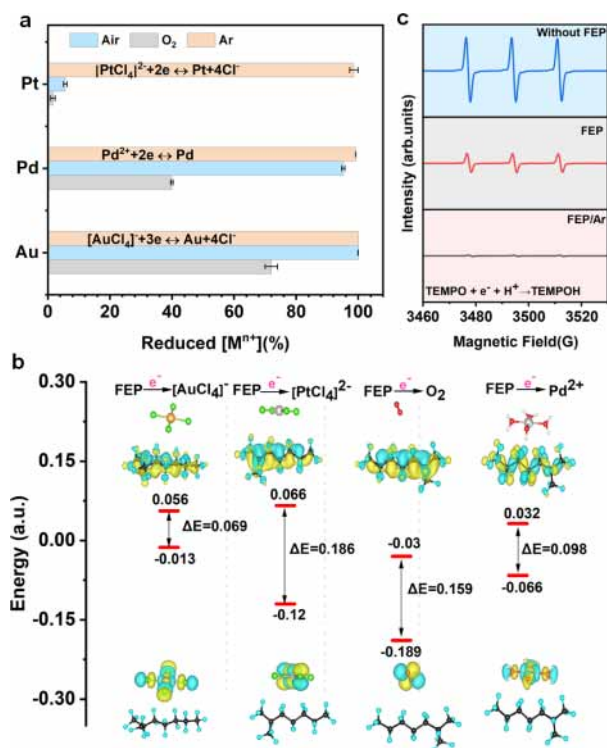 a
Air O₂ Ar
Pt
[PtCl₄]²⁻+2e ↔ Pt+4Cl⁻
Pd
Pd²⁺+2e ↔ Pd
Au
[AuCl₄]⁻+3e ↔ Au+4Cl⁻
0 20 40 60 80 100
Reduced [Mⁿ⁺](%)
c
Intensity (arb.units)
Without FEP
FEP
FEP/Ar
TEMPO + e⁻ + H⁺→TEMPOH
3460 3480 3500 3520
Magnetic Field(G)
b
Energy (a.u.)
0.30
0.15
0.00
-0.15
-0.30
FEP e⁻→[AuCl₄]⁻
0.056
ΔE=0.069
-0.013
FEP e⁻→[PtCl₄]²⁻
0.066
ΔE=0.186
-0.12
FEP e⁻→O₂
-0.03
ΔE=0.159
-0.189
FEP e⁻→Pd²⁺
0.032
ΔE=0.098
-0.066